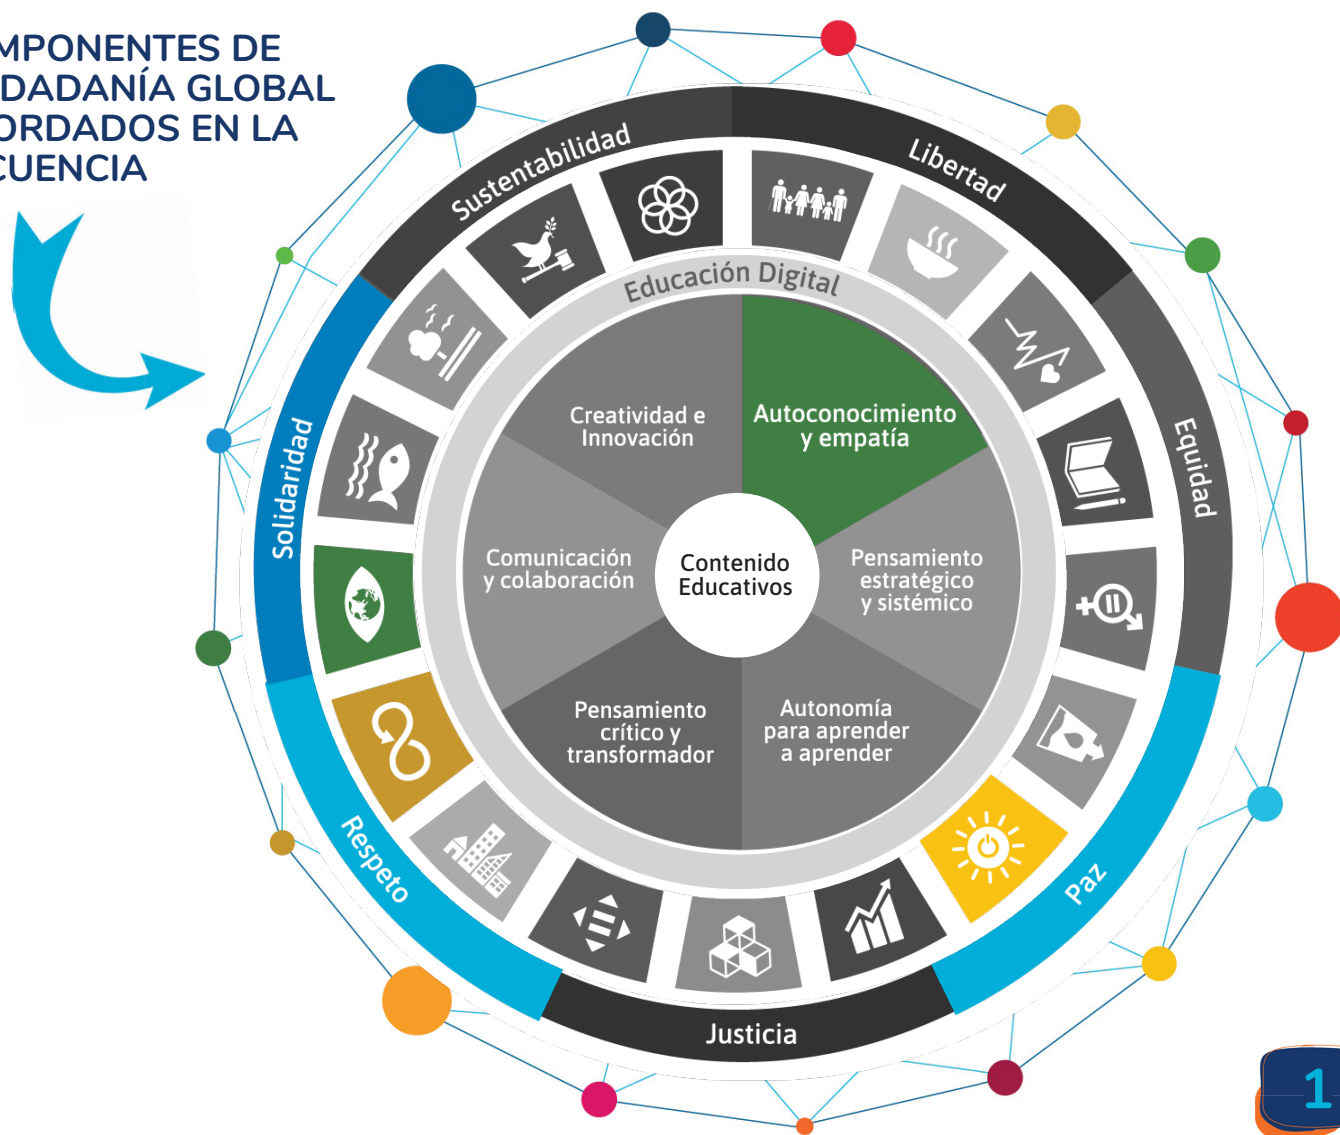 MPONENTES DE
DADANÍA GLOBAL
ORDADOS EN LA
CUENCIA
Sustentabilidad
Libertad
Equidad
Paz
Justicia
Respeto
Solidaridad
Educación Digital
Creatividad e
Innovación
Autoconocimiento
y empatía
Comunicación
y colaboración
Contenido
Educativos
Pensamiento
estratégico
y sistémico
Pensamiento
crítico y
transformador
Autonomía
para aprender
a aprender
1